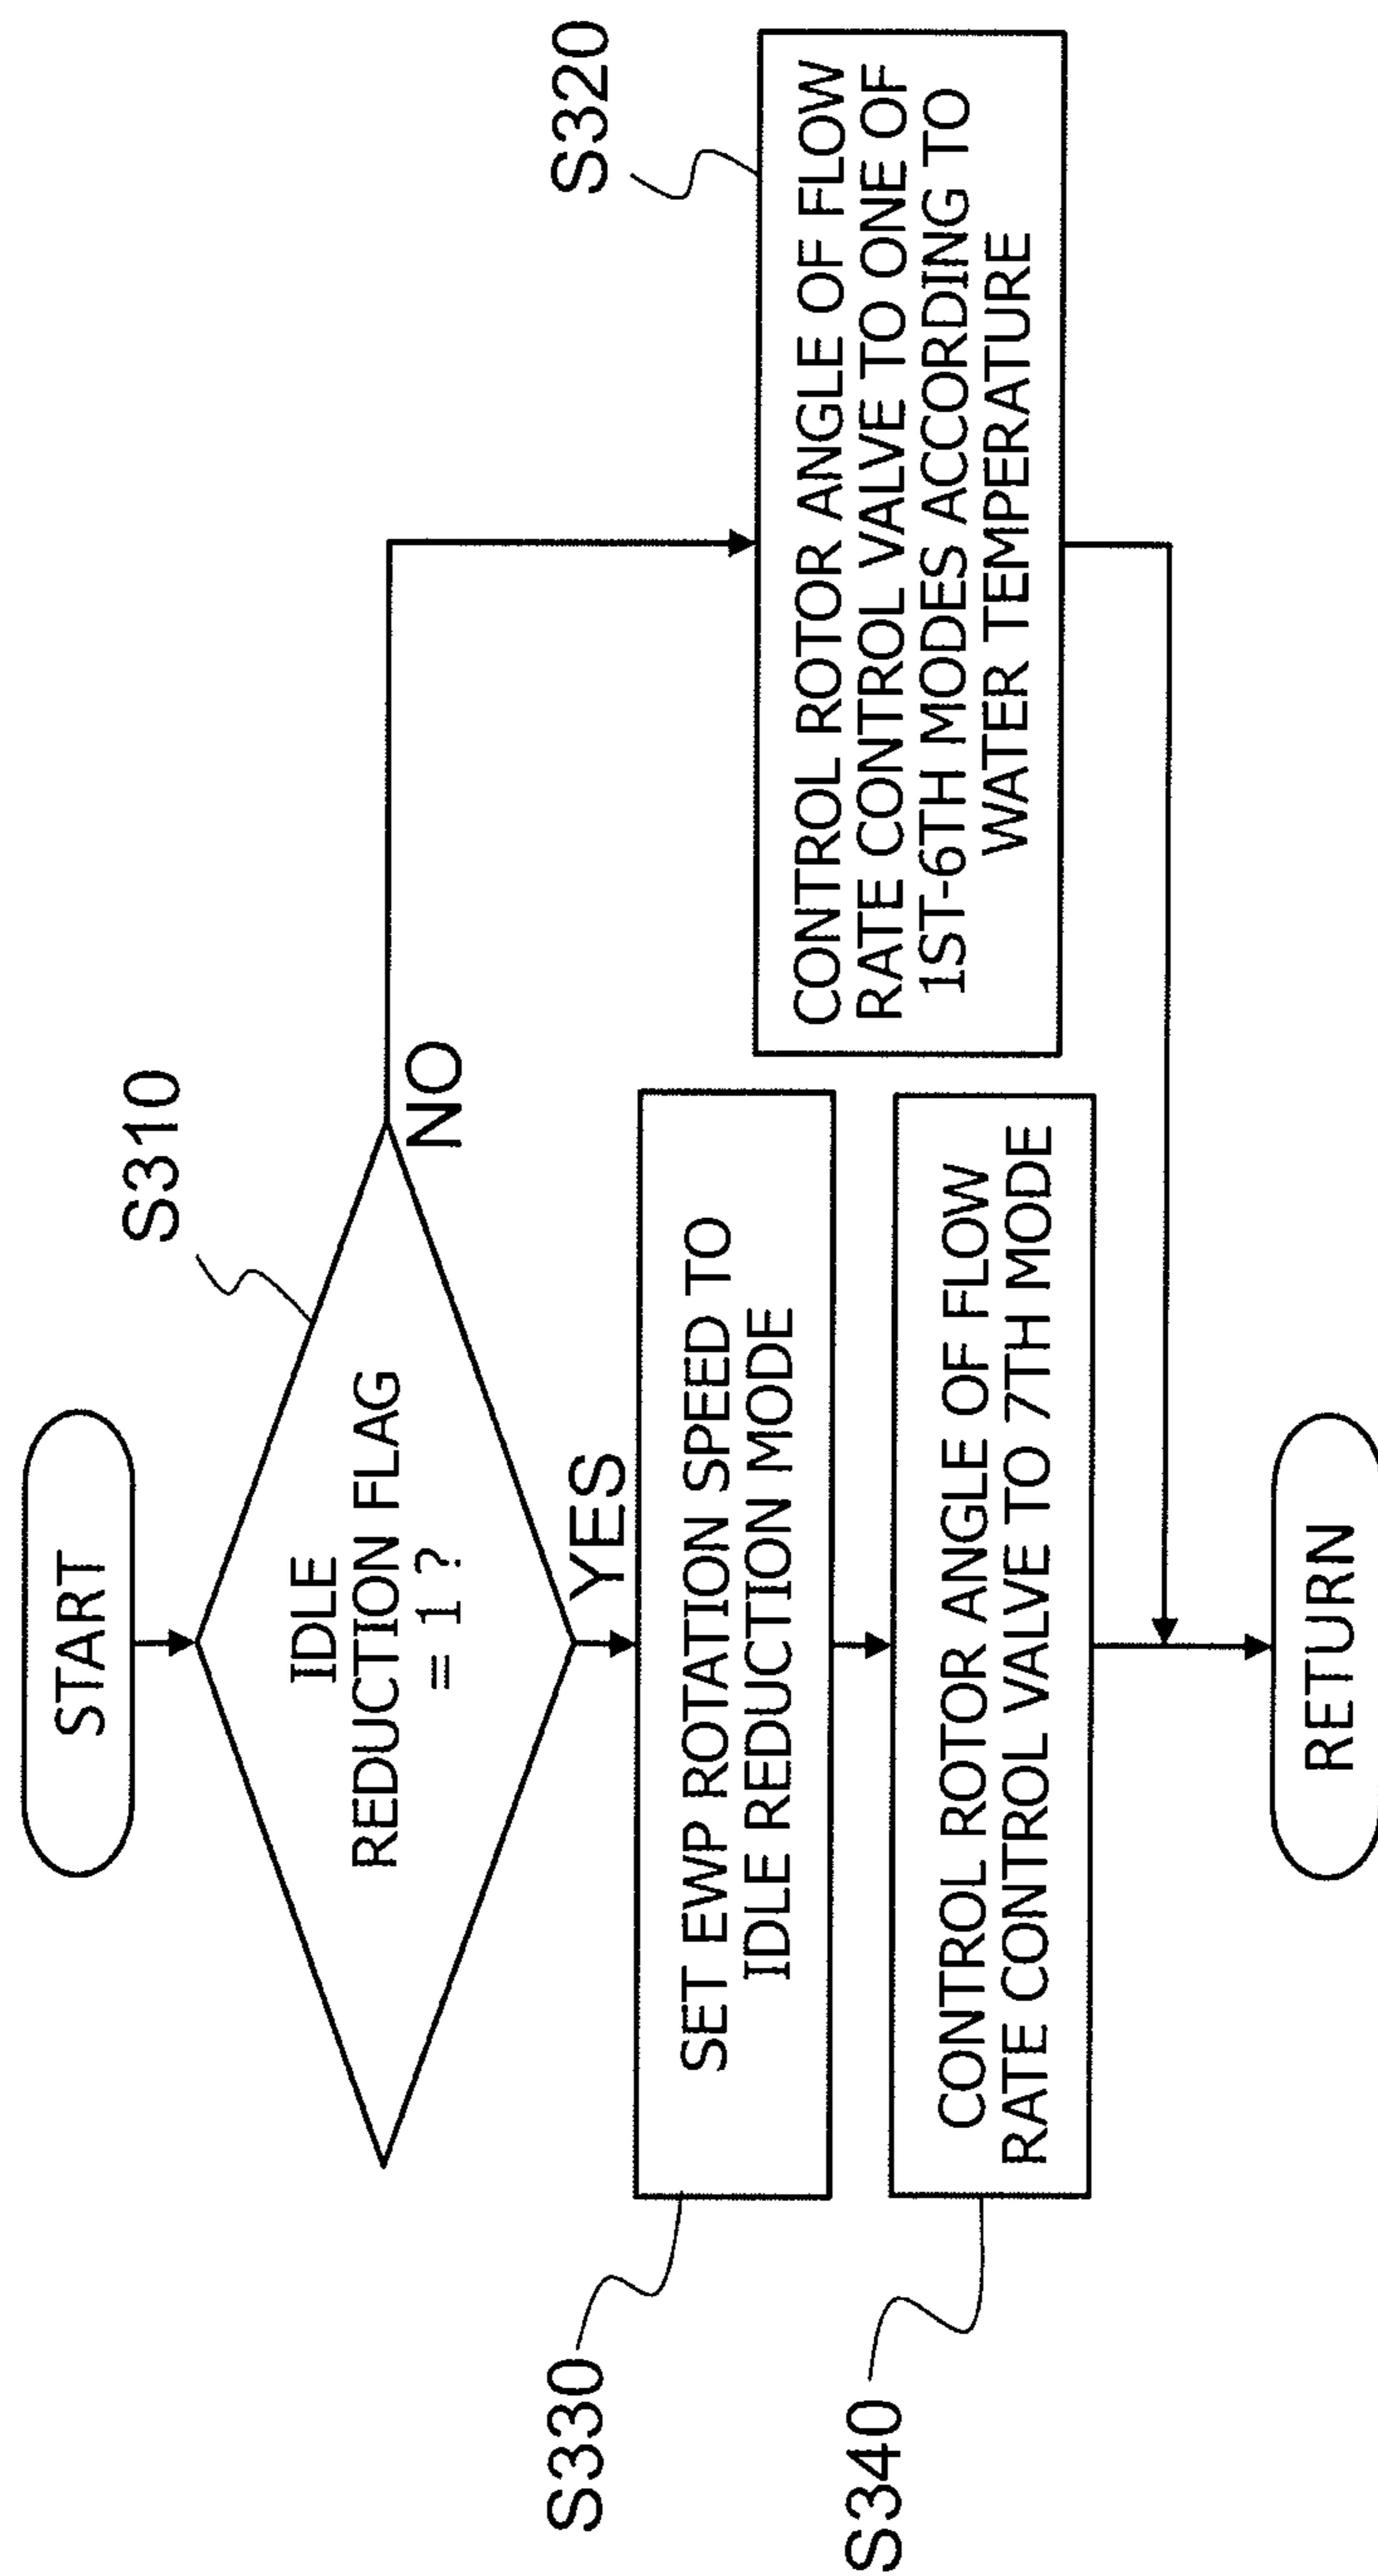 START
S310
IDLE
REDUCTION FLAG
= 1 ?
NO
YES
S320
CONTROL ROTOR ANGLE OF FLOW
RATE CONTROL VALVE TO ONE OF
1ST-6TH MODES ACCORDING TO
WATER TEMPERATURE
S330
SET EWP ROTATION SPEED TO
IDLE REDUCTION MODE
S340
CONTROL ROTOR ANGLE OF FLOW
RATE CONTROL VALVE TO 7TH MODE
RETURN